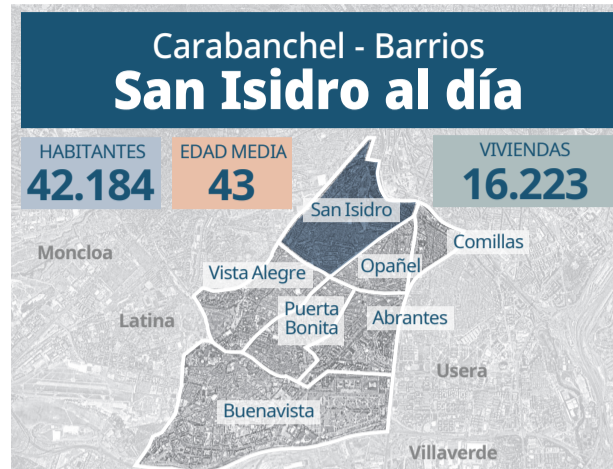 Carabanchel - Barrios
San Isidro al día
HABITANTES
42.184
EDAD MEDIA
43
VIVIENDAS
16.223
San Isidro
Comillas
Moncloa
Opañel
Vista Alegre
Puerta
Bonita
Abrantes
Latina
Usera
Buenavista
Villaverde